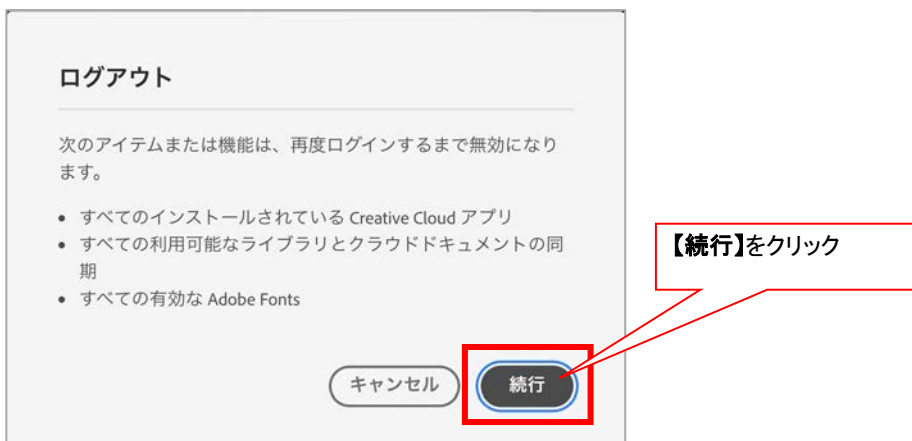 ログアウト
次のアイテムまたは機能は、再度ログインするまで無効になり
ます。
• すべてのインストールされている Creative Cloud アプリ
• すべての利用可能なライブラリとクラウドドキュメントの同
期
• すべての有効な Adobe Fonts
【続行】をクリック
キャンセル
続行